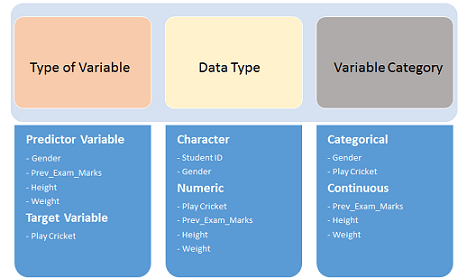 Type of Variable
Data Type
Variable Category
Predictor Variable
- Gender
- Prev_Exam_Marks
- Height
- Weight
Target Variable
- Play Cricket
Character
- Student ID
- Gender
Numeric
- Play Cricket
- Prev_Exam_Marks
- Height
- Weight
Categorical
- Gender
- Play Cricket
Continuous
- Prev_Exam_Marks
- Height
- Weight